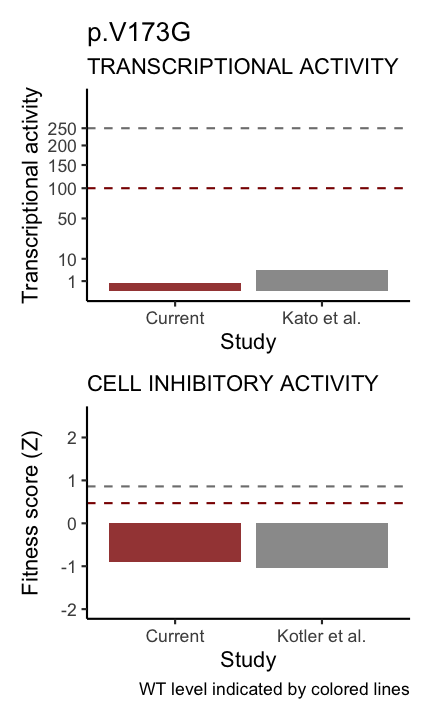 p.V173G
TRANSCRIPTIONAL ACTIVITY
Transcriptional activity
250
200
150
100
50
10
1
Current
Kato et al.
Study
CELL INHIBITORY ACTIVITY
Fitness score (Z)
2
1
0
-1
-2
Current
Kotler et al.
Study
WT level indicated by colored lines